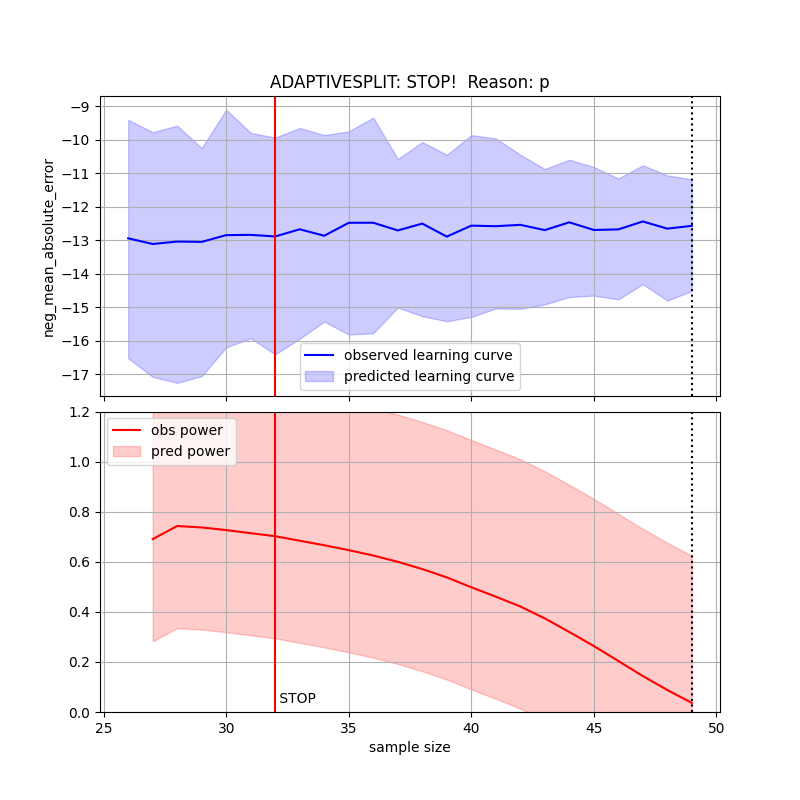 ADAPTIVESPLIT: STOP!  Reason: p
neg_mean_absolute_error
−9
−10
−11
−12
−13
−14
−15
−16
−17
observed learning curve
predicted learning curve
1.2
1.0
0.8
0.6
0.4
0.2
0.0
obs power
pred power
STOP
25
30
35
40
45
50
sample size